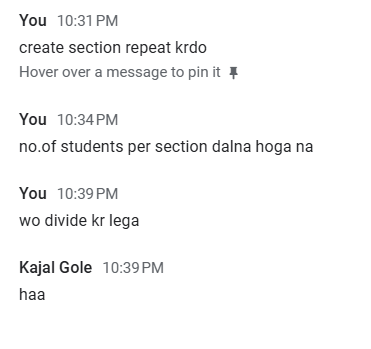 You 10:31 PM
create section repeat krdo
Hover over a message to pin it
You 10:34 PM
no.of students per section dalna hoga na
You 10:39 PM
wo divide kr lega
Kajal Gole 10:39 PM
haa